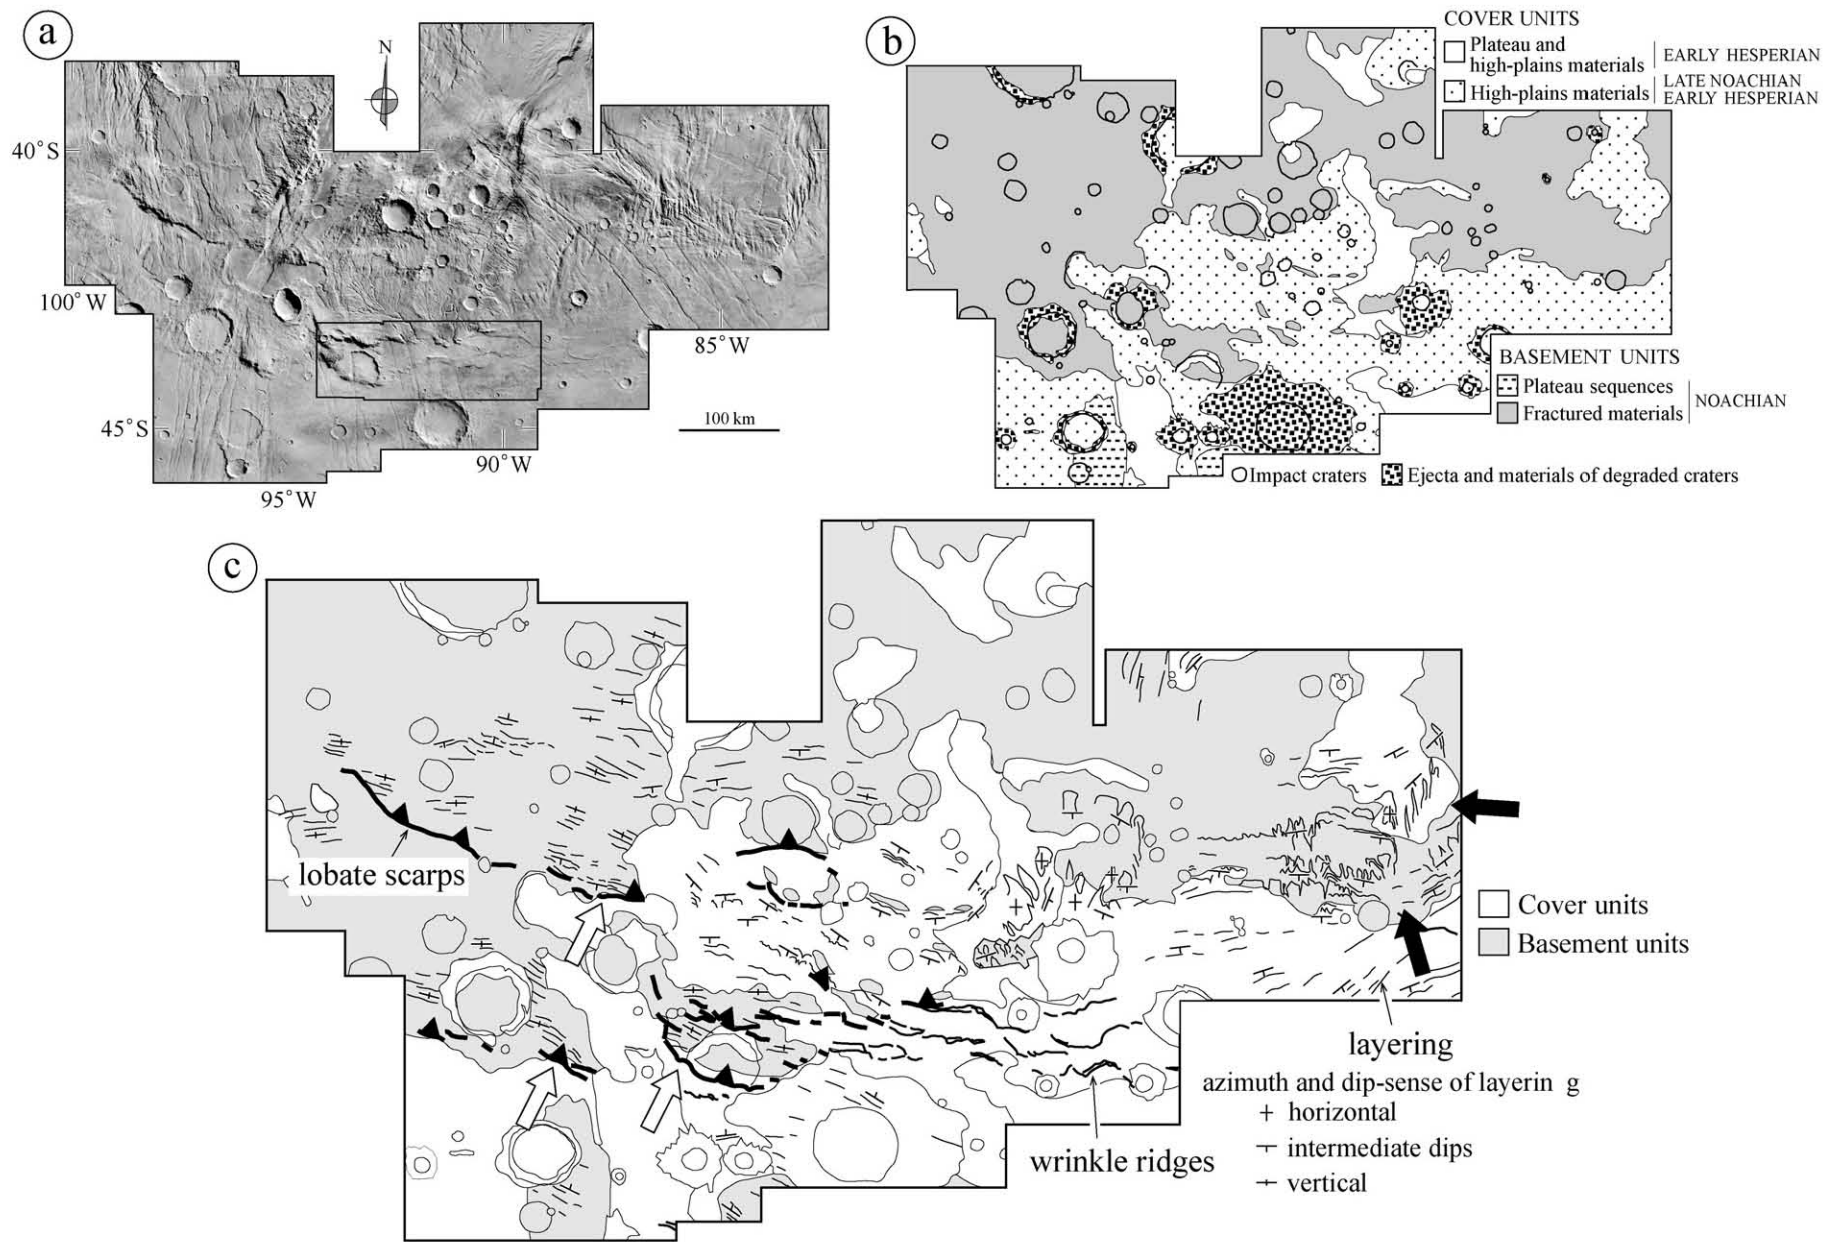 a
N
40°S
100°W
45°S
95°W
90°W
85°W
100 km
b
COVER UNITS
Plateau and
high-plains materials
EARLY HESPERIAN
High-plains materials
LATE NOACHIAN
EARLY HESPERIAN
BASEMENT UNITS
Plateau sequences
Fractured materials
NOACHIAN
Impact craters
Ejecta and materials of degraded craters
c
lobate scarps
Cover units
Basement units
layering
azimuth and dip-sense of layerin g
horizontal
intermediate dips
vertical
wrinkle ridges